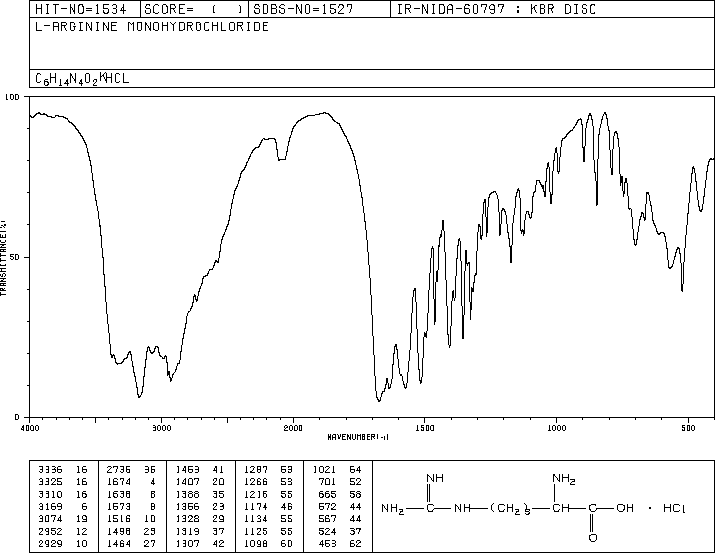 HIT-NO=1534 SCORE= ( ) SDBS-NO=1527 IR-NIDA-60797 : KBR DISC
L-ARGININE MONOHYDROCHLORIDE
C6H14N4O2·HCL
100
50
0
TRANSMITTANCE(%)
4000 3000 2000 1500 1000 500
WAVENUMBER(-1)
3336 16 2736 36 1463 41 1287 53 1021 64
3325 16 1674 4 1407 20 1266 53 701 52
3310 16 1638 8 1388 35 1216 55 665 58
3169 6 1573 8 1356 23 1174 46 572 44
3074 19 1516 10 1328 29 1134 55 567 44
2952 12 1498 23 1319 37 1125 55 524 37
2929 10 1464 27 1307 42 1098 60 453 62
NH NH2
NH2 C NH (CH2)3 CH C OH · HCl
O